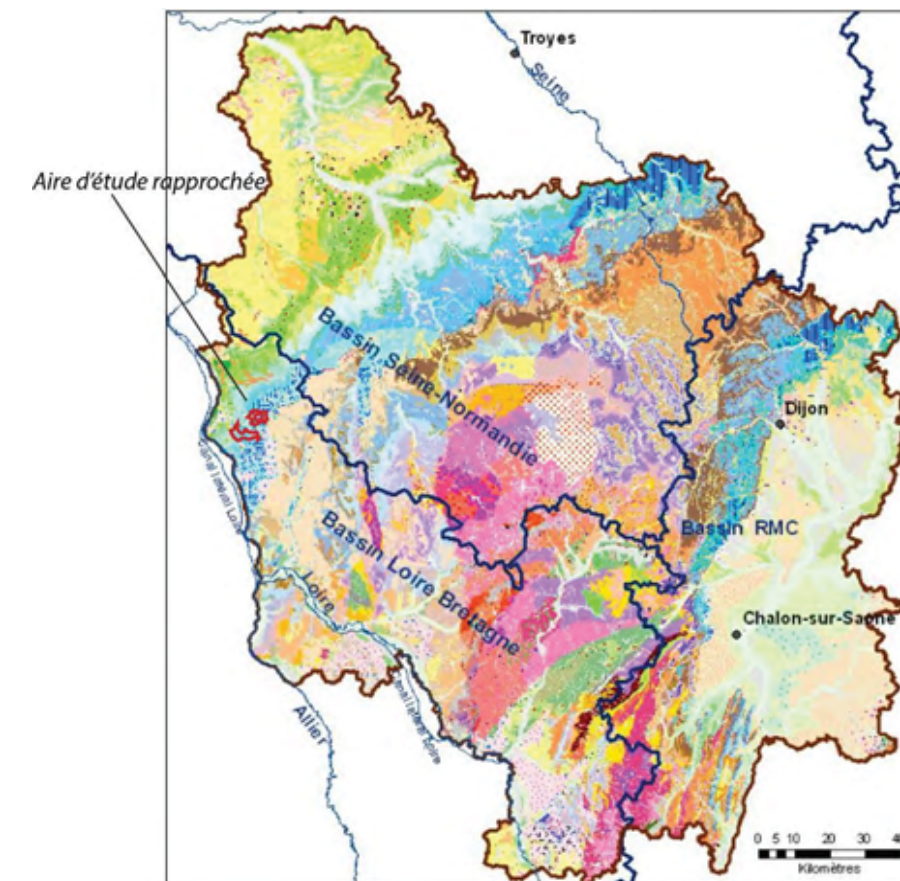 Troyes
Seine
Aire d'étude rapprochée
Bassin Seine-Normandie
Dijon
Bassin RMC
Bassin Loire Bretagne
Loire
Chalon-sur-Saone
Allier
0 5 10 20 30
Kilomètres